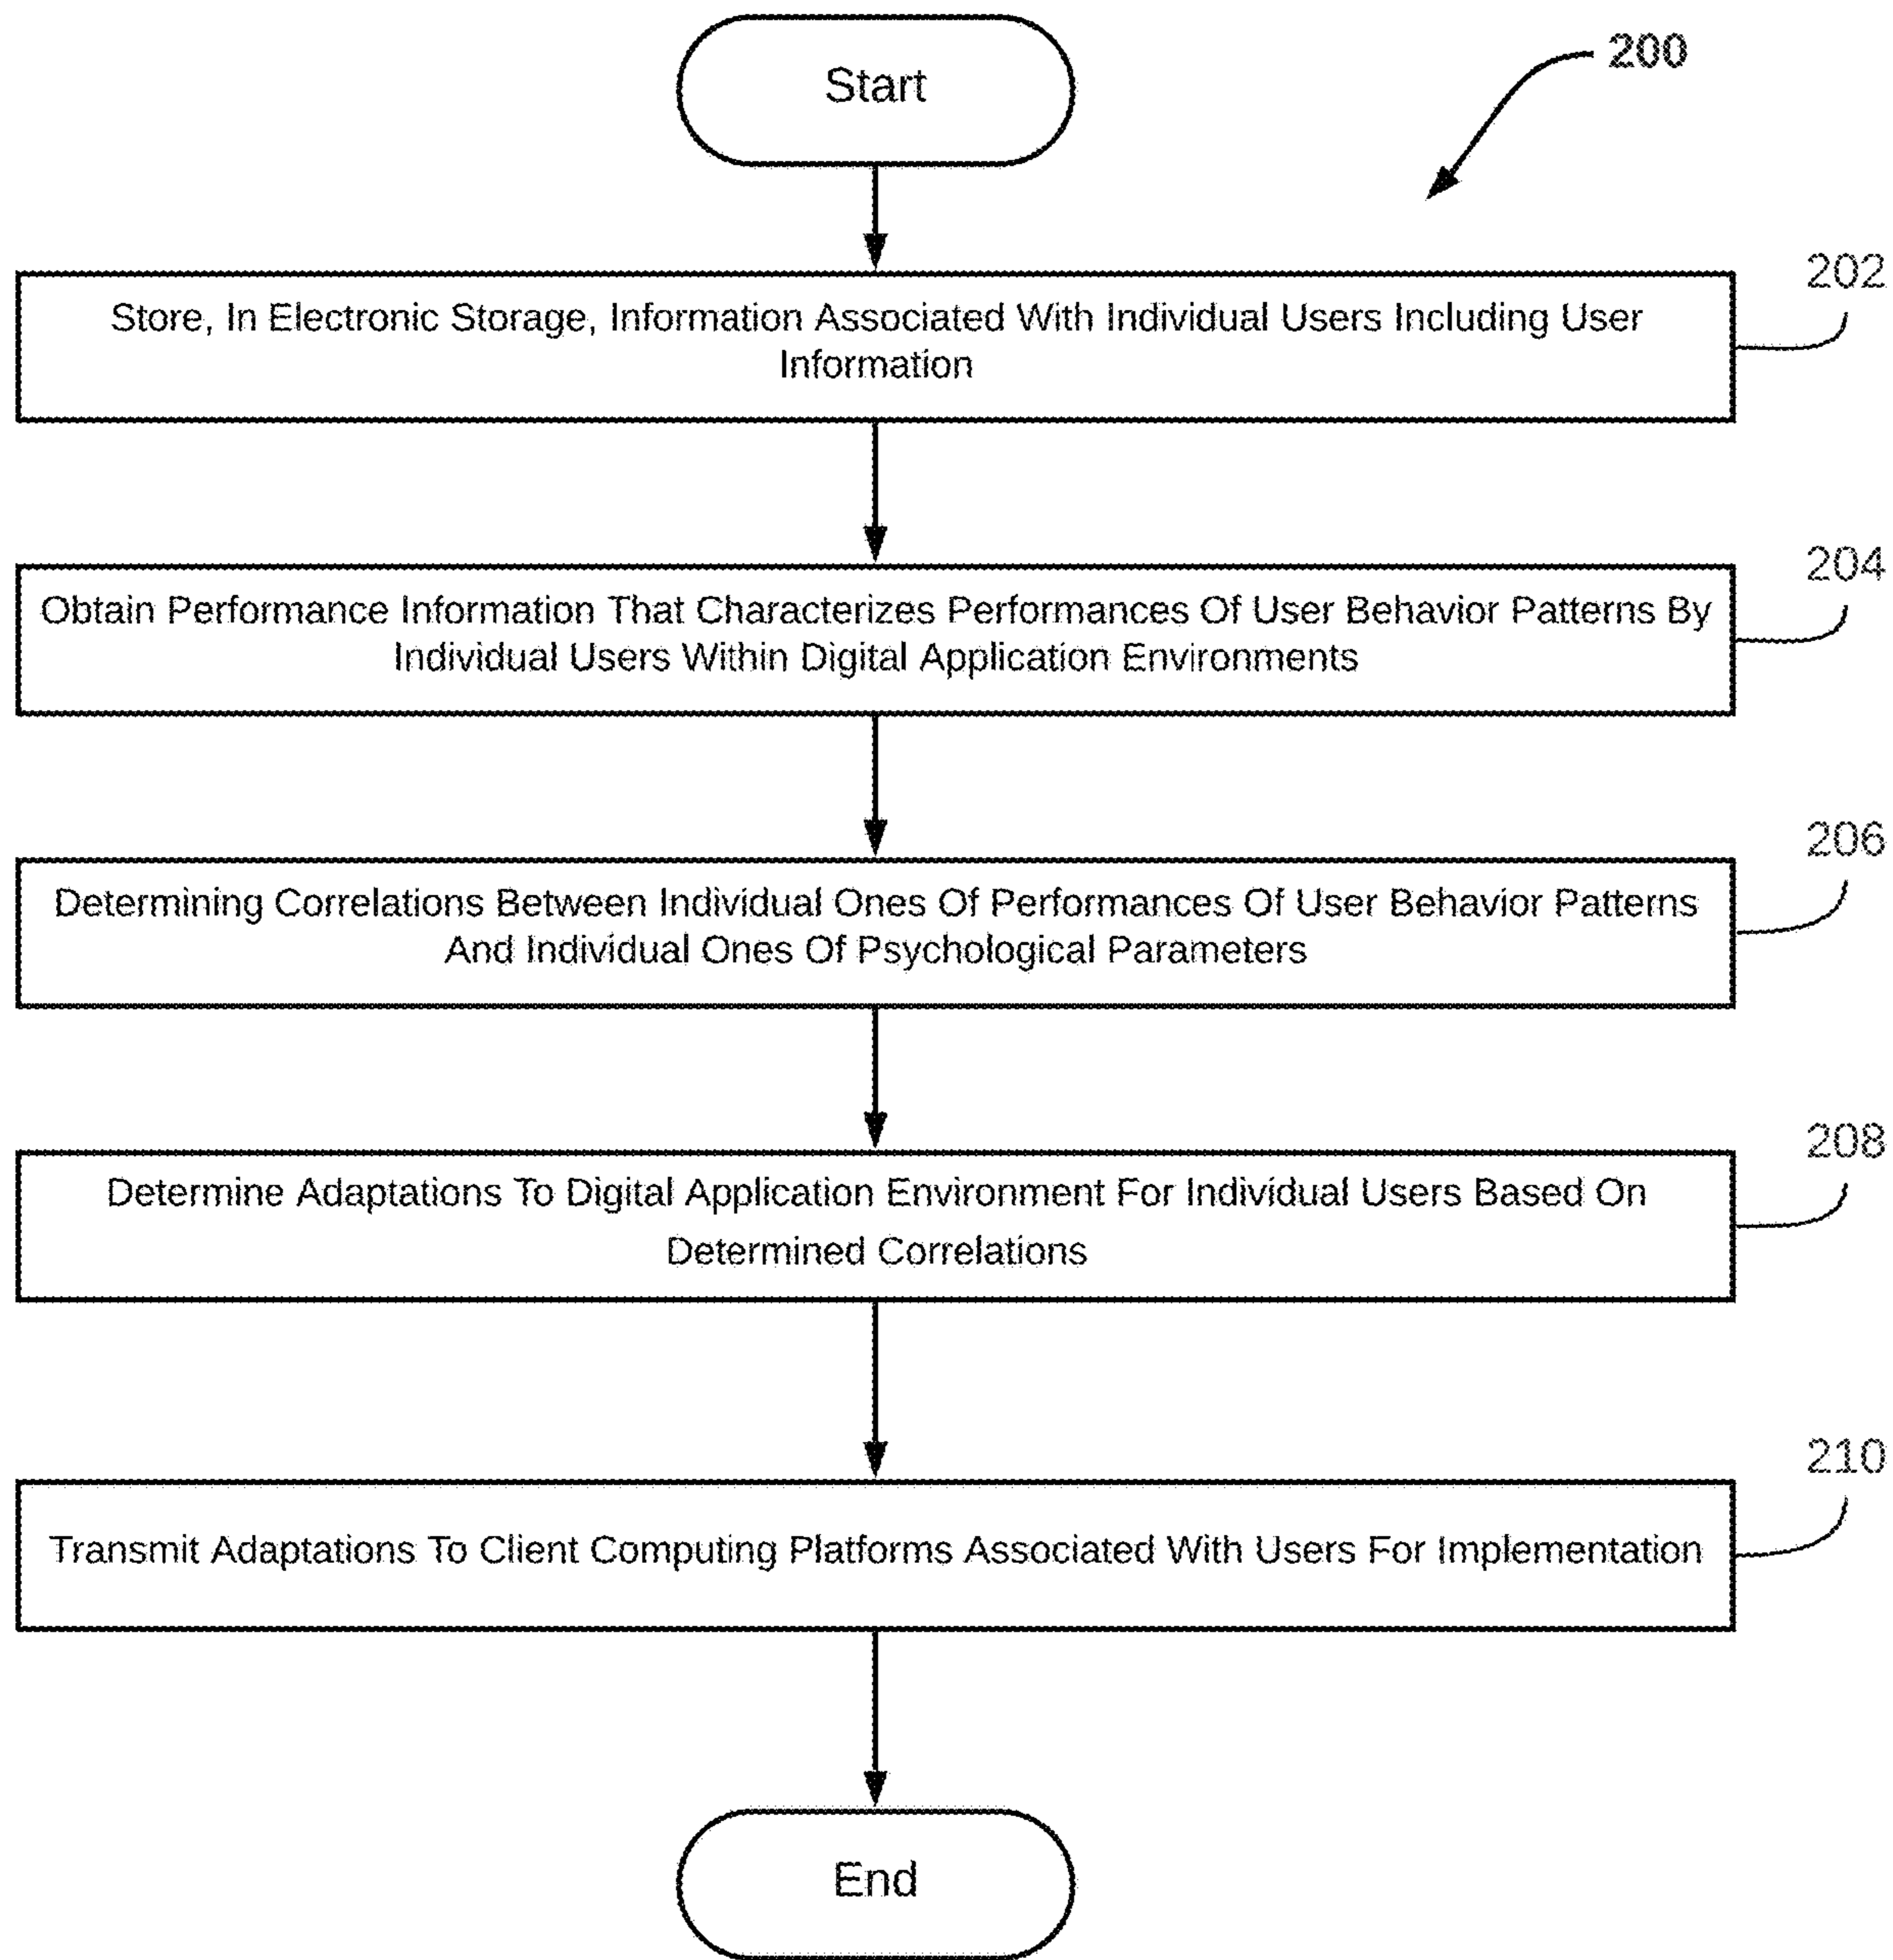 Start
200
202
Store, In Electronic Storage, Information Associated With Individual Users Including User
Information
204
Obtain Performance Information That Characterizes Performances Of User Behavior Patterns By
Individual Users Within Digital Application Environments
206
Determining Correlations Between Individual Ones Of Performances Of User Behavior Patterns
And Individual Ones Of Psychological Parameters
208
Determine Adaptations To Digital Application Environment For Individual Users Based On
Determined Correlations
210
Transmit Adaptations To Client Computing Platforms Associated With Users For Implementation
End